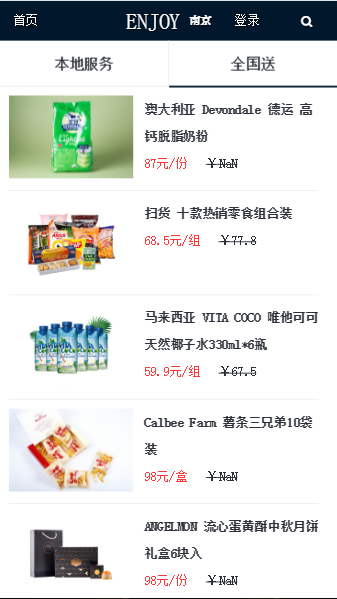 首页 ENJOY 南京 登录
本地服务 全国送
澳大利亚 Devondale 德运 高
钙脱脂奶粉
87元/份 ￥NaN
扫货 十款热销零食组合装
68.5元/组 ￥77.8
马来西亚 VITA COCO 唯他可可
天然椰子水330ml*6瓶
59.9元/组 ￥67.5
Calbee Farm 薯条三兄弟10袋
装
98元/盒 ￥NaN
ANGELMON 流心蛋黄酥中秋月饼
礼盒6块入
98元/份 ￥NaN